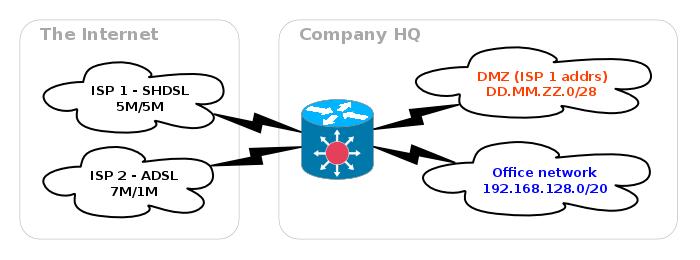 The Internet
Company HQ
ISP 1 - SHDSL
5M/5M
DMZ (ISP 1 addrs)
DD.MM.ZZ.0/28
ISP 2 - ADSL
7M/1M
Office network
192.168.128.0/20